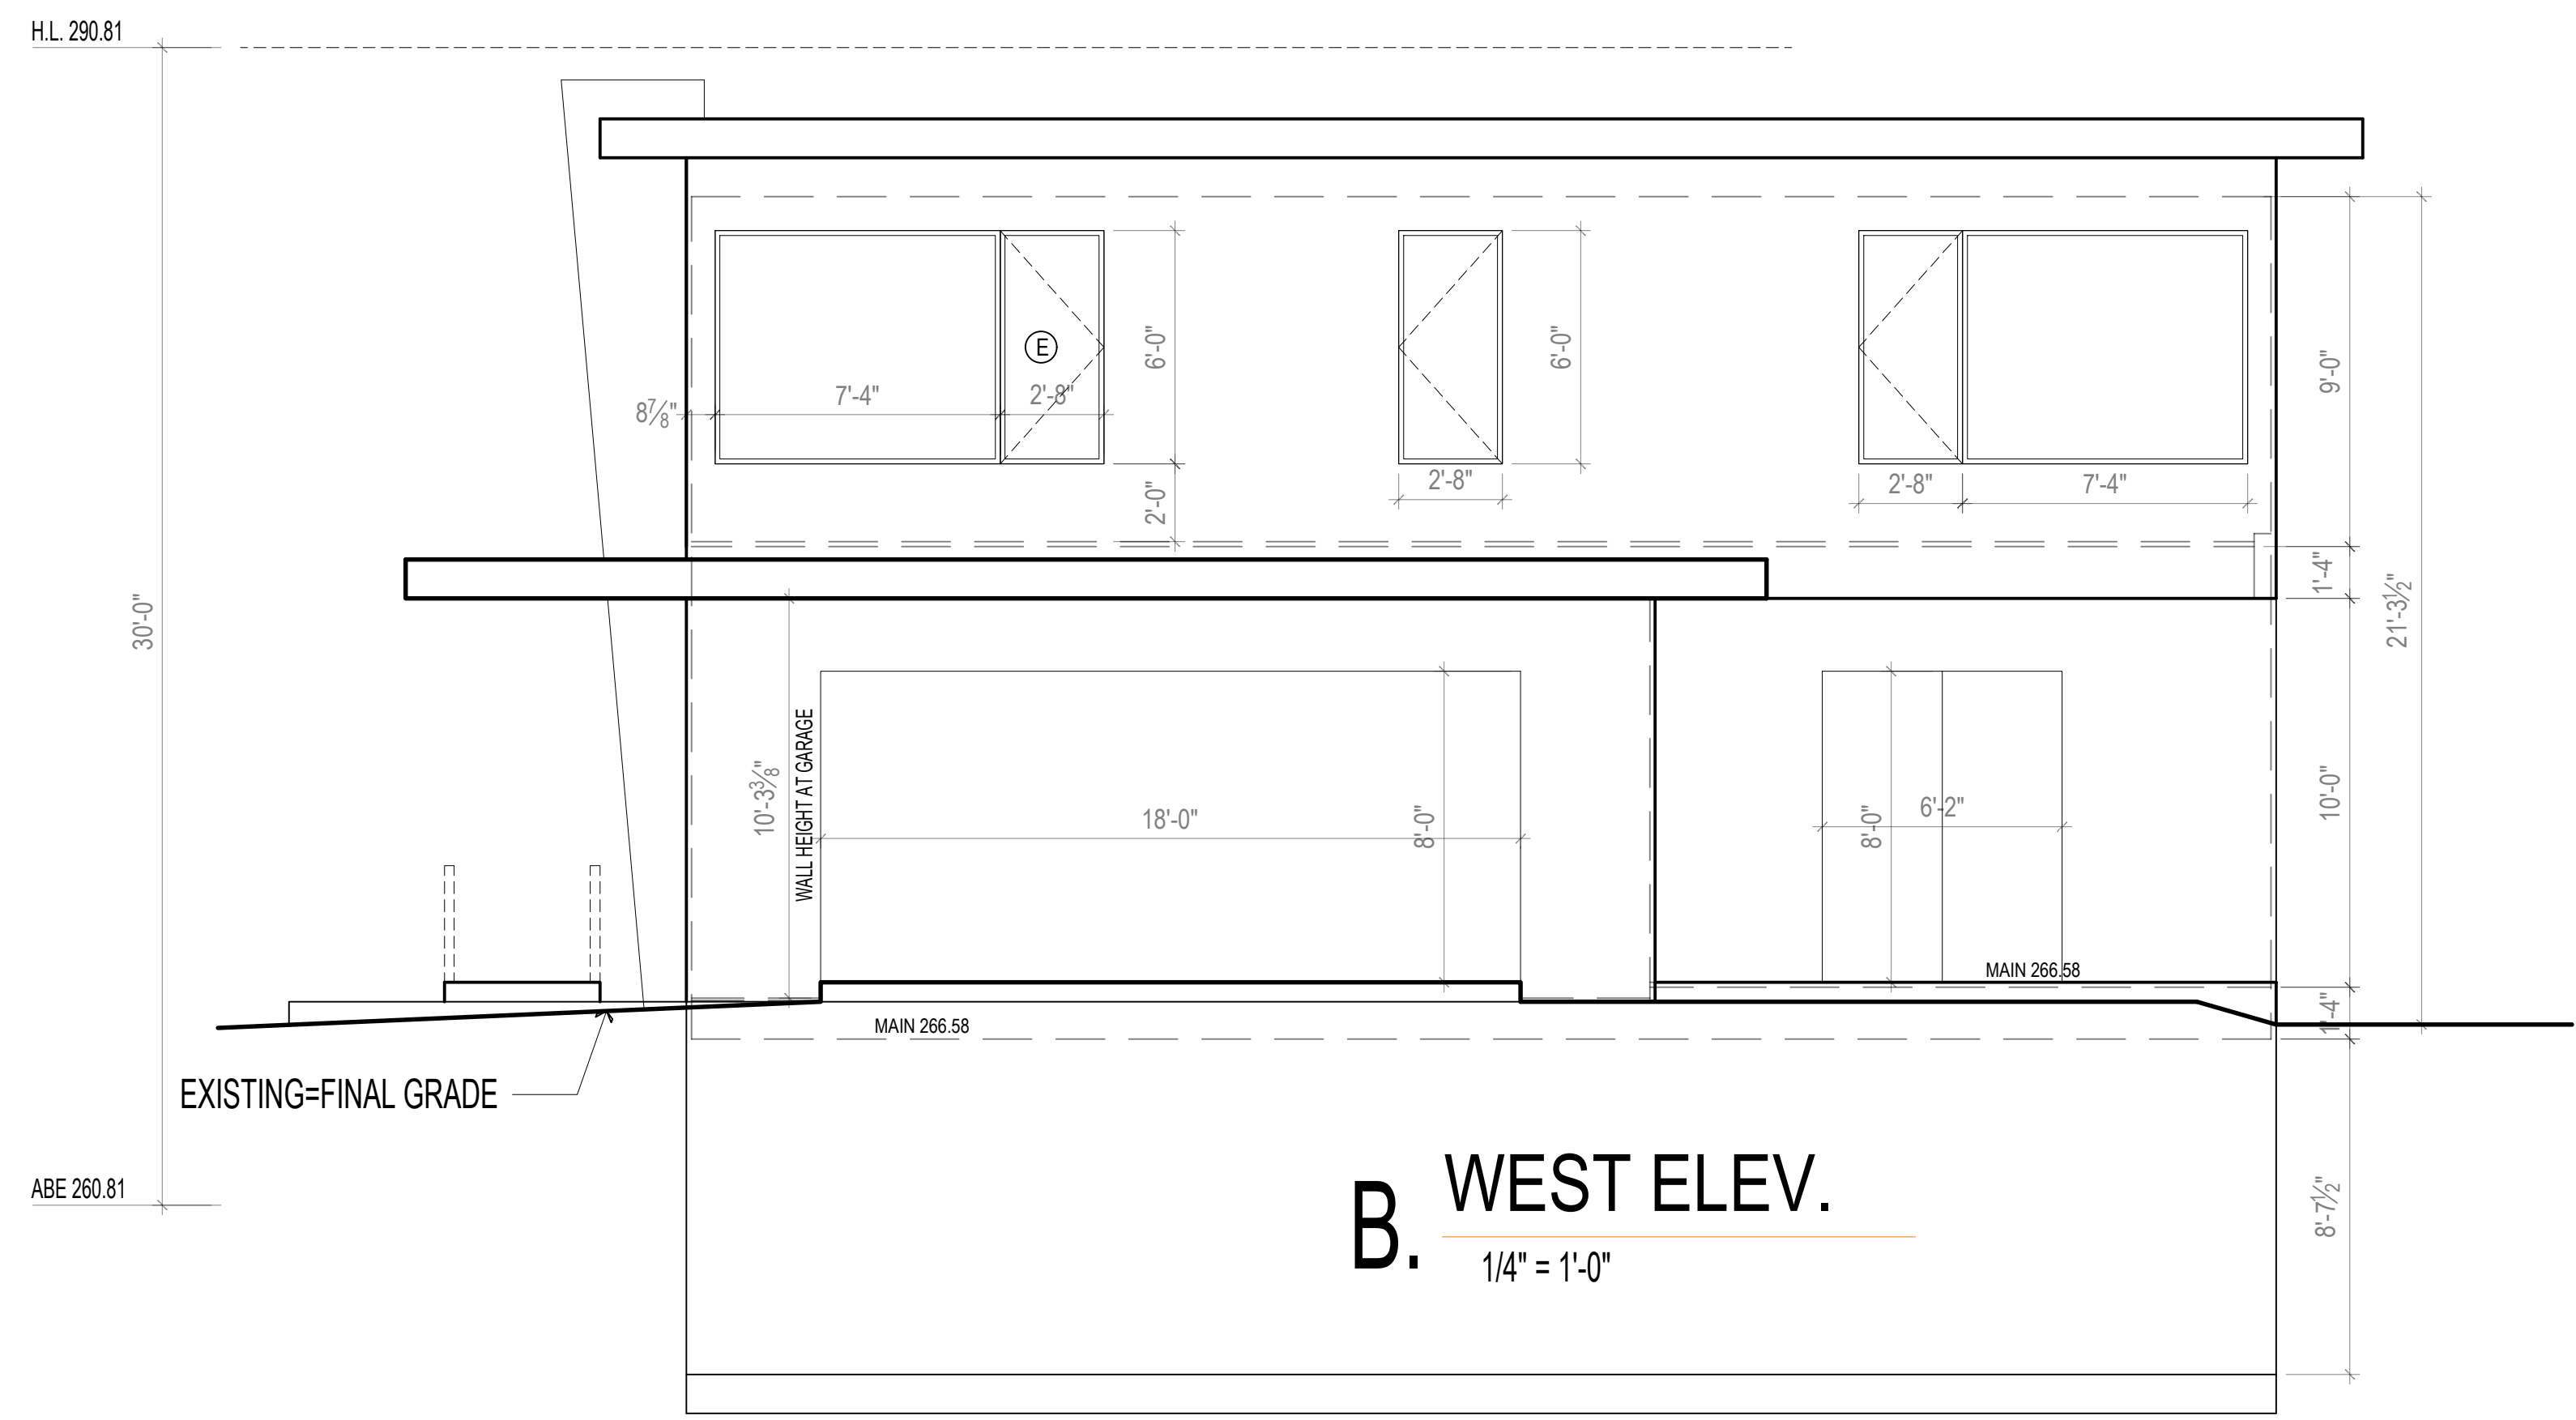 H.L. 290.81
6'-0"
6'-0"
9'-0"
7'-4"
2'-8"
8⅞"
E
2'-8"
2'-8"
7'-4"
2'-0"
1'-4"
21'-3½"
30'-0"
10'-3⅜"
WALL HEIGHT AT GARAGE
18'-0"
8'-0"
8'-0"
6'-2"
10'-0"
MAIN 266.58
MAIN 266.58
1'-4"
EXISTING=FINAL GRADE
ABE 260.81
B. WEST ELEV.
1/4" = 1'-0"
8'-7½"